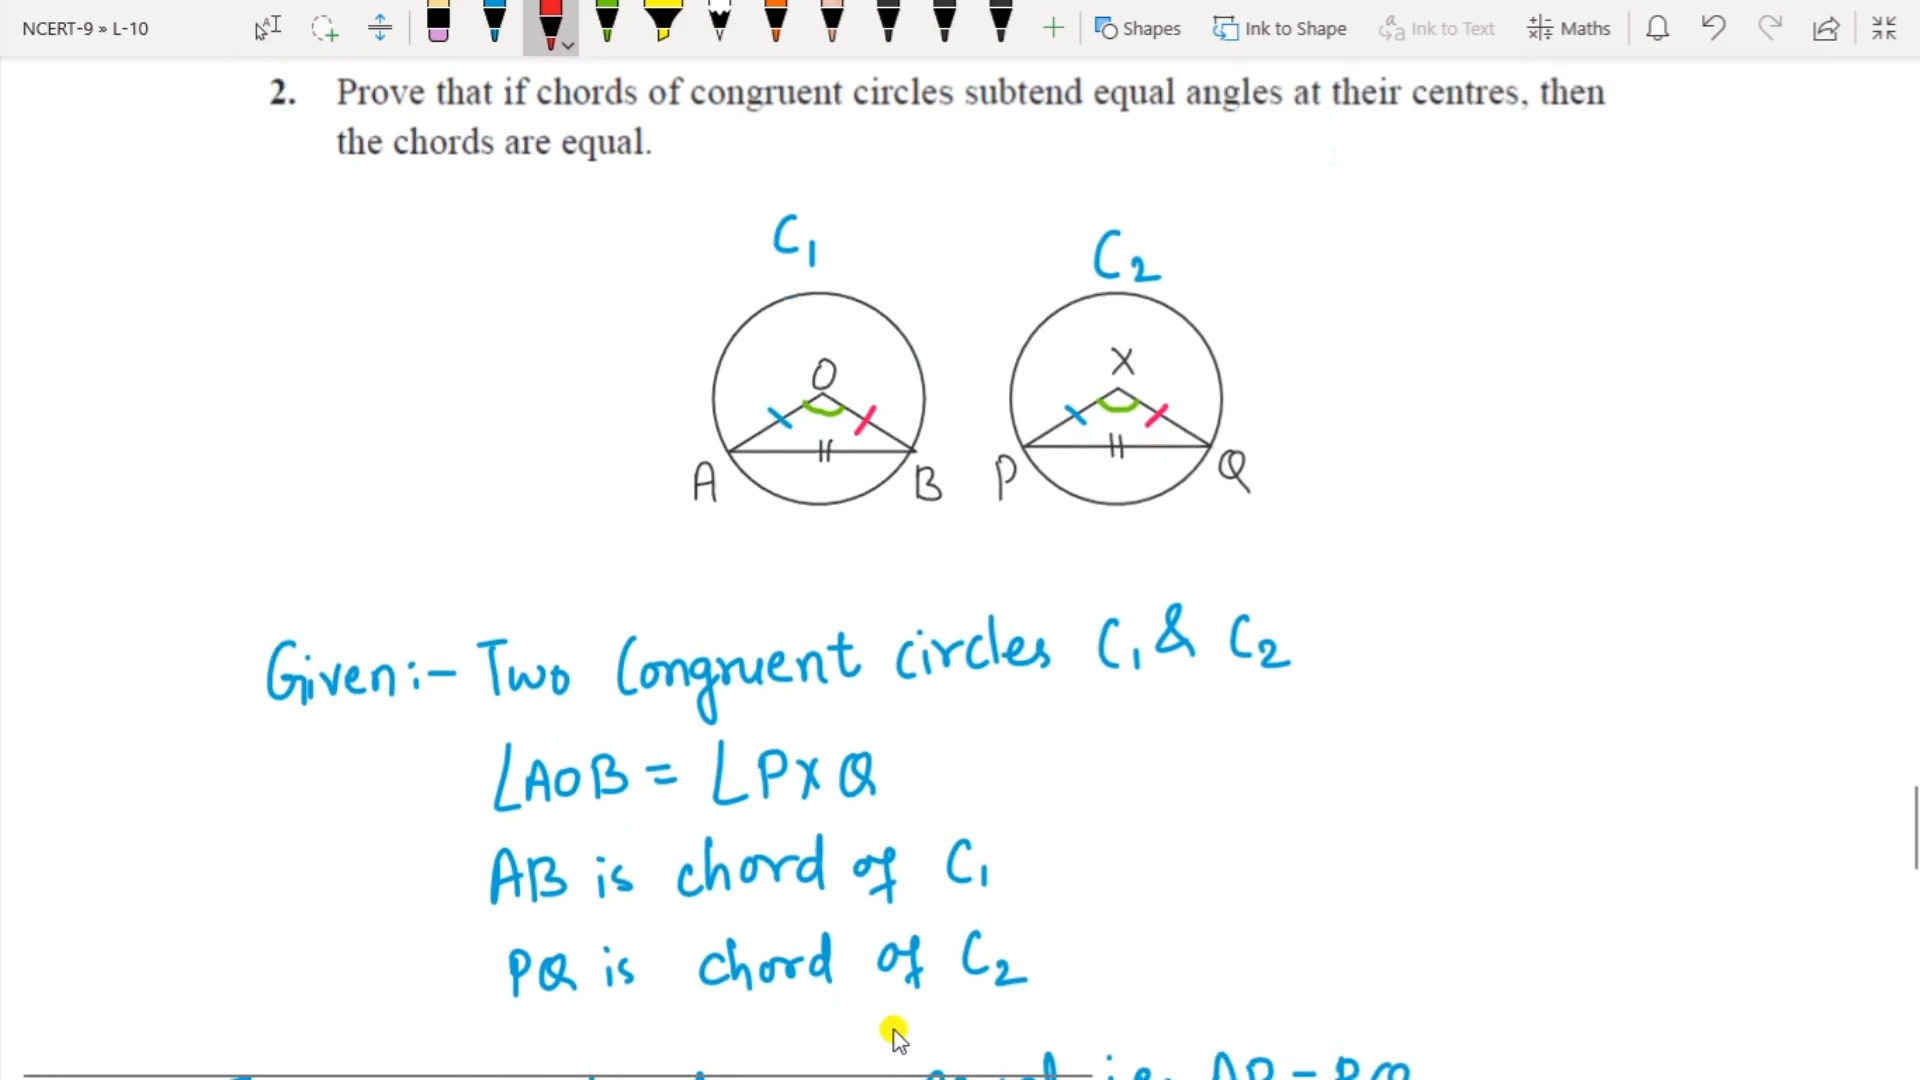 NCERT-9 » L-10
Shapes
Ink to Shape
Ink to Text
Maths
2. Prove that if chords of congruent circles subtend equal angles at their centres, then
the chords are equal.
C1
C2
O
X
A
B
P
Q
Given:- Two Congruent circles C1 & C2
∠AOB = ∠PXQ
AB is chord of C1
PQ is chord of C2
i.e. AB = PQ